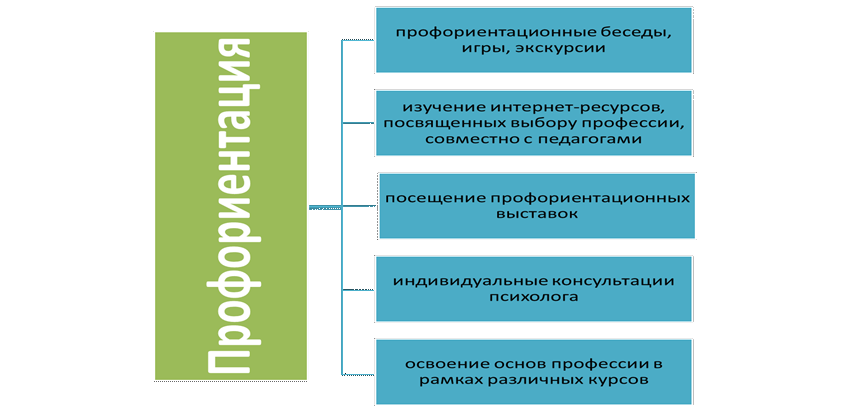 Профориентация
профориентационные беседы,
игры, экскурсии
изучение интернет-ресурсов,
посвященных выбору профессии,
совместно с педагогами
посещение профориентационных
выставок
индивидуальные консультации
психолога
освоение основ профессии в
рамках различных курсов